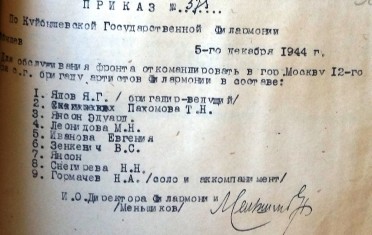 ПРИКАЗ №
По Куйбышевской Государственной Филармонии
5-го декабря 1944 г.
Для обслуживания фронта откомандировать в гор.Москву 12-го
с.г. бригаду артистов филармонии в составе:
1. Ядов Я.Г. /бригадир-ведущий/
2. Пахомова Т.Н.
3. Янсон Эдуард.
4. Леонидова М.Н.
5. Иванова Евгения
6. Зенкевич В.С.
7. Янсон
8. Снегирева Н.Н.
9. Гормачев Н.А. /соло и аккомпанимент/
И.О.Директора Филармонии
/Меньшиков/